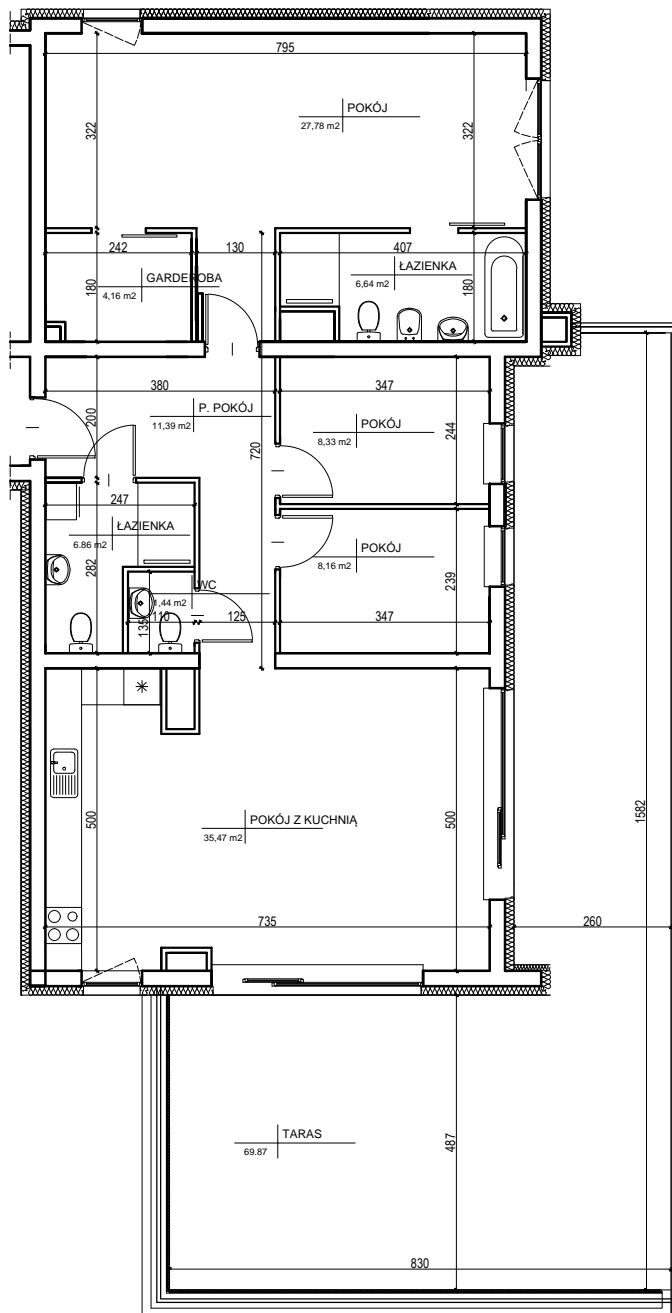 795
POKÓJ
27,78 m2
322
322
242
130
407
GARDEROBA
4,16 m2
180
ŁAZIENKA
6,64 m2
180
380
347
P. POKÓJ
11,39 m2
200
720
POKÓJ
8,33 m2
244
247
ŁAZIENKA
6.86 m2
282
POKÓJ
8,16 m2
239
WC
1,44 m2
110
125
135
347
POKÓJ Z KUCHNIĄ
35,47 m2
500
500
1582
735
260
TARAS
69.87
487
830